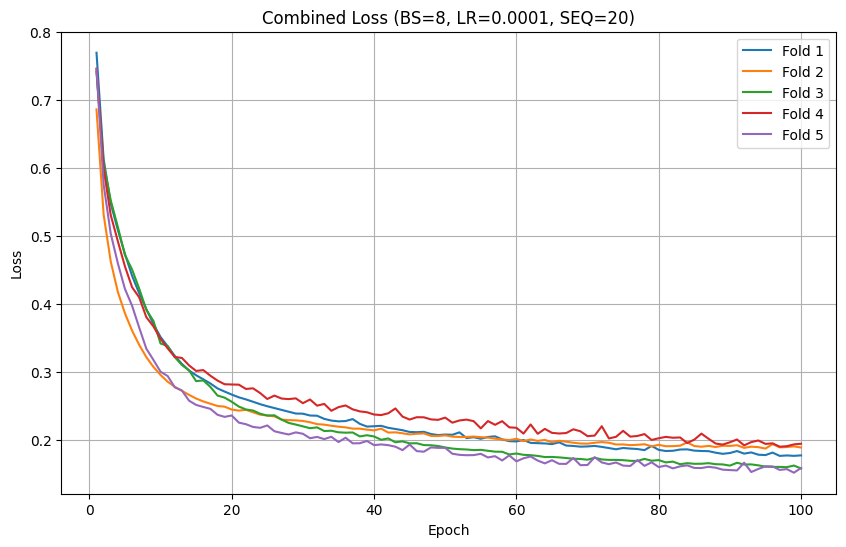 Combined Loss (BS=8, LR=0.0001, SEQ=20)
Fold 1
Fold 2
Fold 3
Fold 4
Fold 5
Loss
0.8
0.7
0.6
0.5
0.4
0.3
0.2
0
20
40
60
80
100
Epoch